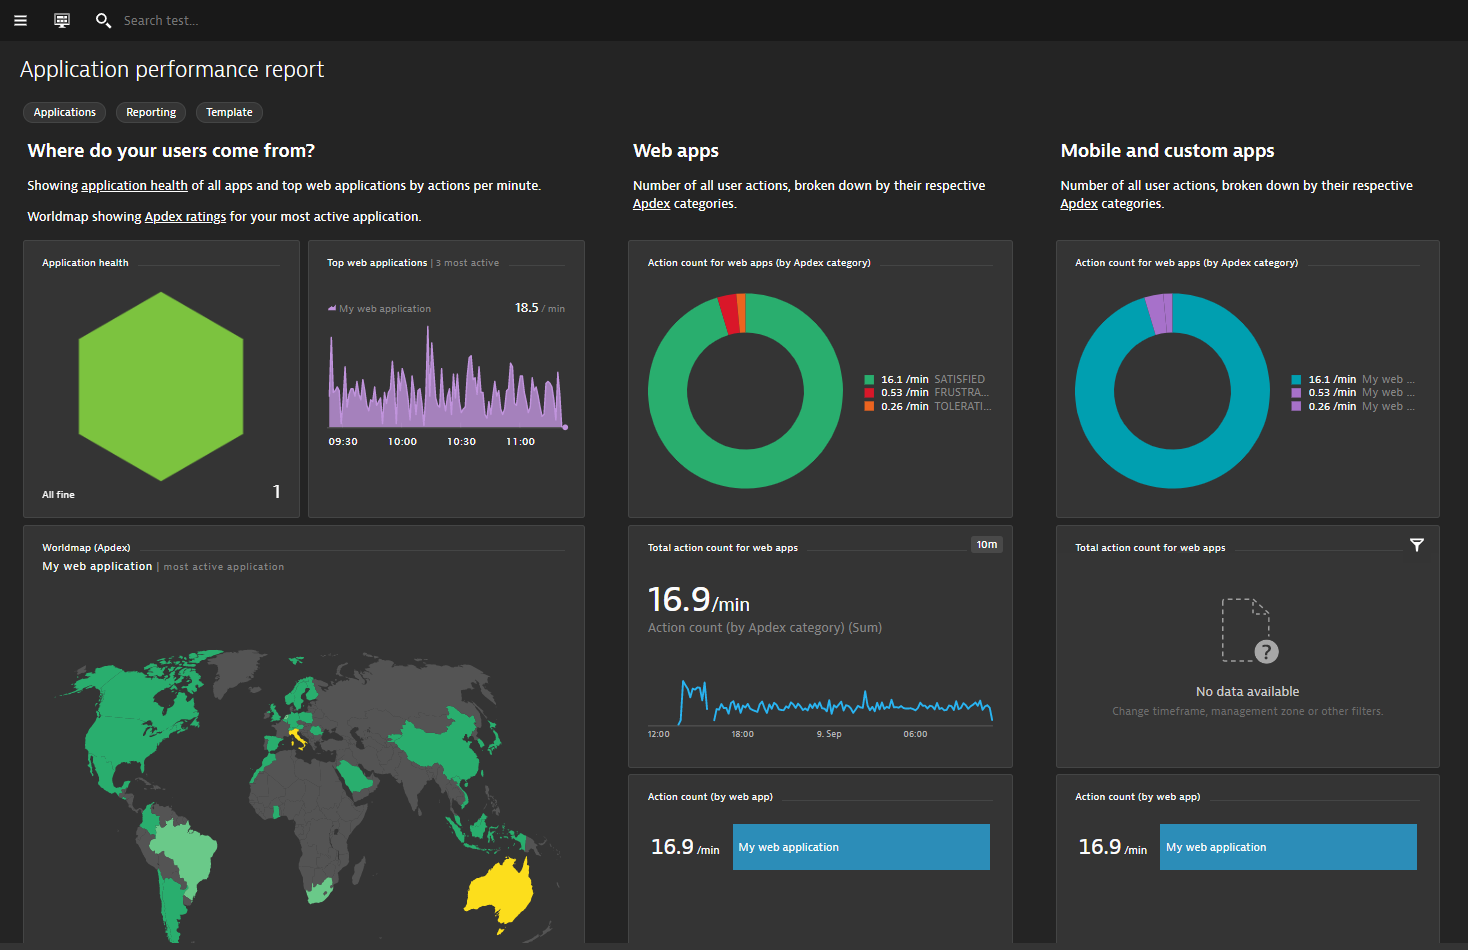 Search test...
Application performance report
Applications
Reporting
Template
Where do your users come from?
Showing application health of all apps and top web applications by actions per minute.
Worldmap showing Apdex ratings for your most active application.
Application health
All fine
1
Top web applications | 3 most active
My web application
18.5 / min
09:30
10:00
10:30
11:00
Worldmap (Apdex)
My web application | most active application
Web apps
Number of all user actions, broken down by their respective
Apdex categories.
Action count for web apps (by Apdex category)
16.1 /min SATISFIED
0.53 /min FRUSTRA...
0.26 /min TOLERATI...
Total action count for web apps
10m
16.9/min
Action count (by Apdex category) (Sum)
12:00
18:00
9. Sep
06:00
Action count (by web app)
16.9 /min
My web application
Mobile and custom apps
Number of all user actions, broken down by their respective
Apdex categories.
Action count for web apps (by Apdex category)
16.1 /min My web ...
0.53 /min My web ...
0.26 /min My web ...
Total action count for web apps
?
No data available
Change timeframe, management zone or other filters.
Action count (by web app)
16.9 /min
My web application